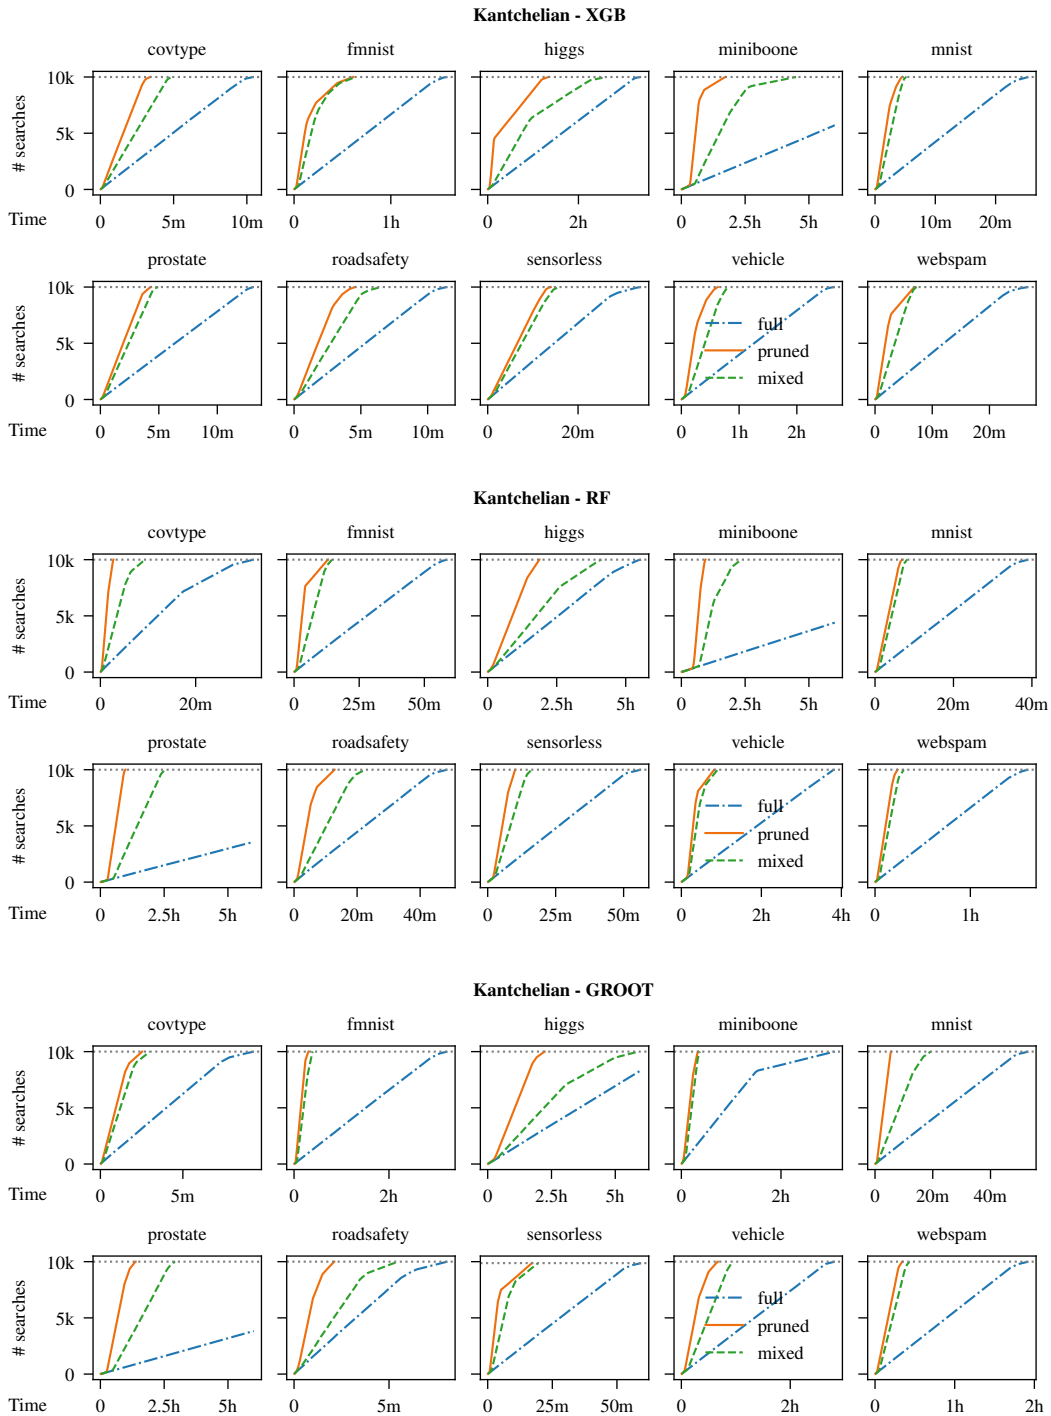 Kantchelian - XGB
covtype fmnist higgs miniboone mnist
10k
5k
0
# searches
Time 0 5m 10m 0 1h 0 2h 0 2.5h 5h 0 10m 20m
prostate roadsafety sensorless vehicle webspam
10k
5k
0
# searches
full
pruned
mixed
Time 0 5m 10m 0 5m 10m 0 20m 0 1h 2h 0 10m 20m
Kantchelian - RF
covtype fmnist higgs miniboone mnist
10k
5k
0
# searches
Time 0 20m 0 25m 50m 0 2.5h 5h 0 2.5h 5h 0 20m 40m
prostate roadsafety sensorless vehicle webspam
10k
5k
0
# searches
full
pruned
mixed
Time 0 2.5h 5h 0 20m 40m 0 25m 50m 0 2h 4h 0 1h
Kantchelian - GROOT
covtype fmnist higgs miniboone mnist
10k
5k
0
# searches
Time 0 5m 0 2h 0 2.5h 5h 0 2h 0 20m 40m
prostate roadsafety sensorless vehicle webspam
10k
5k
0
# searches
full
pruned
mixed
Time 0 2.5h 5h 0 5m 0 25m 50m 0 2h 0 1h 2h